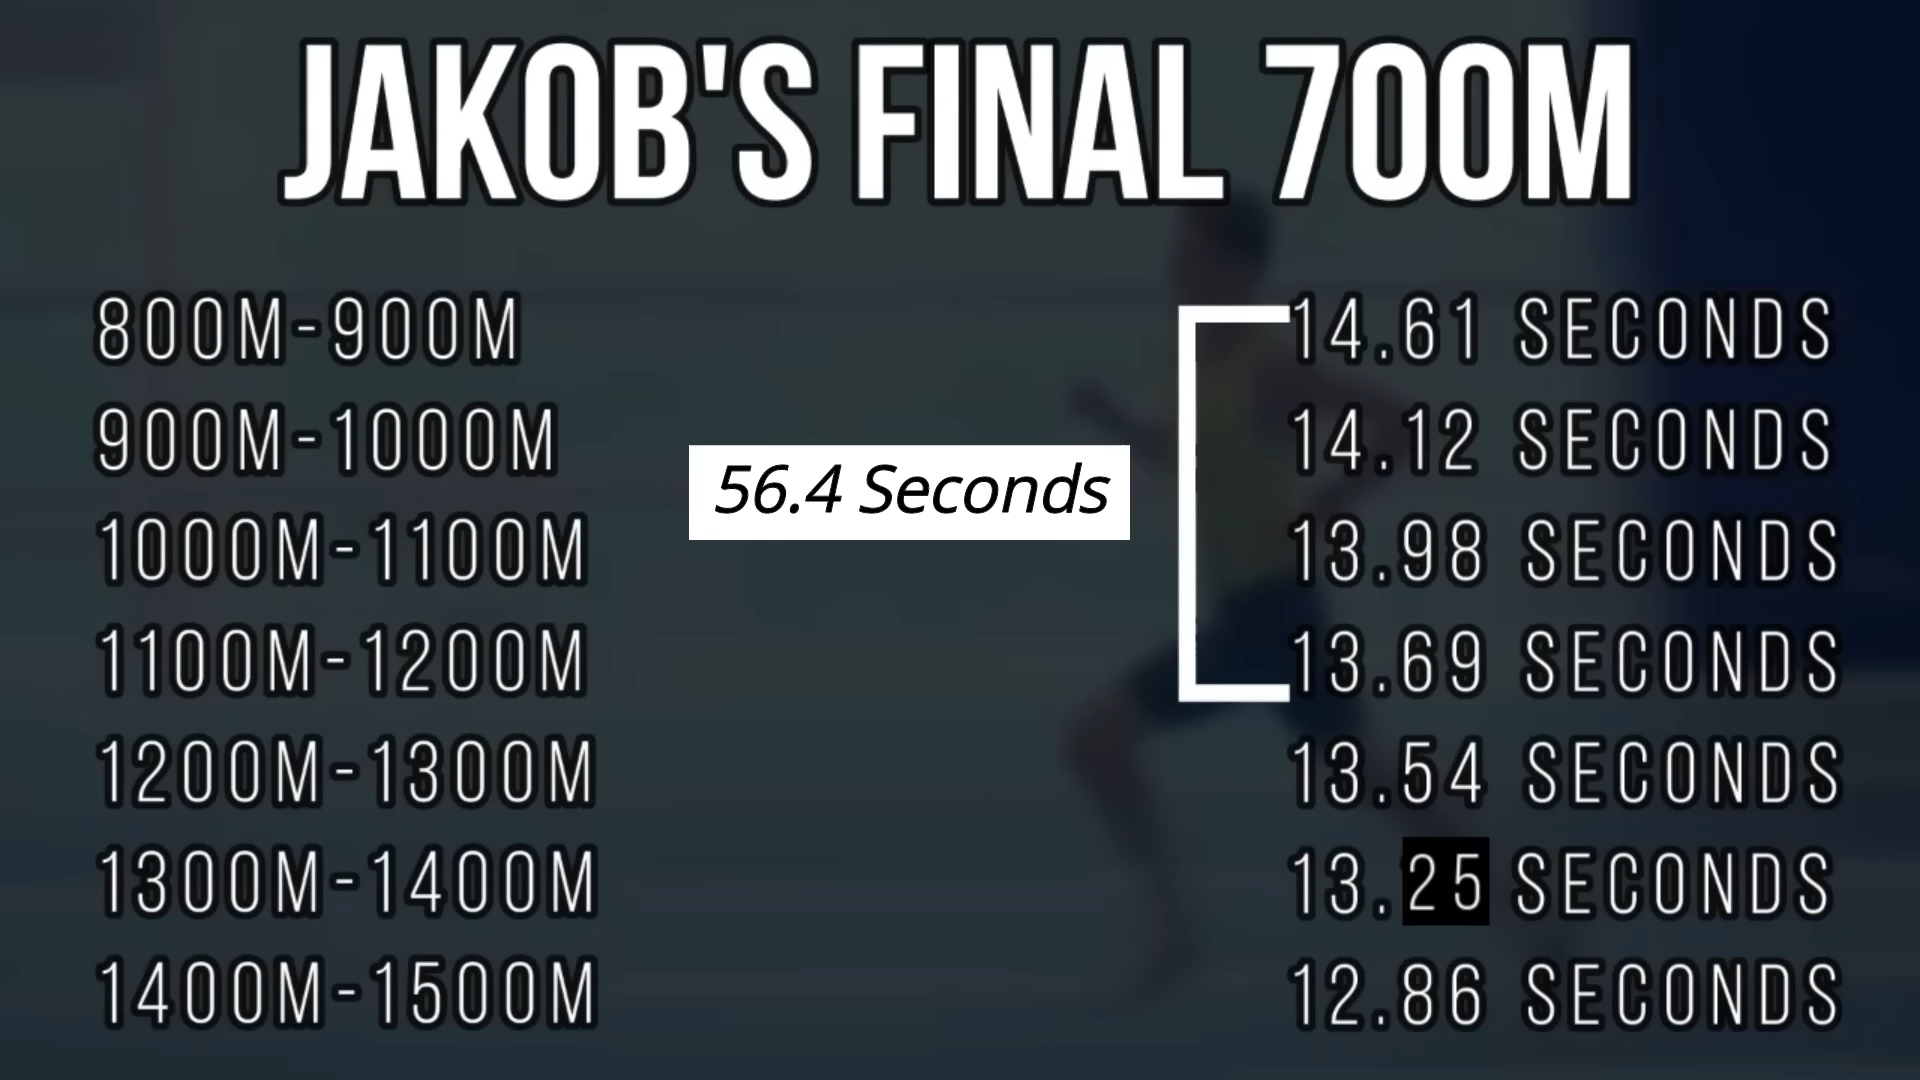 JAKOB'S FINAL 700M
800M-900M 14.61 SECONDS
900M-1000M 14.12 SECONDS
56.4 Seconds
1000M-1100M 13.98 SECONDS
1100M-1200M 13.69 SECONDS
1200M-1300M 13.54 SECONDS
1300M-1400M 13.25 SECONDS
1400M-1500M 12.86 SECONDS